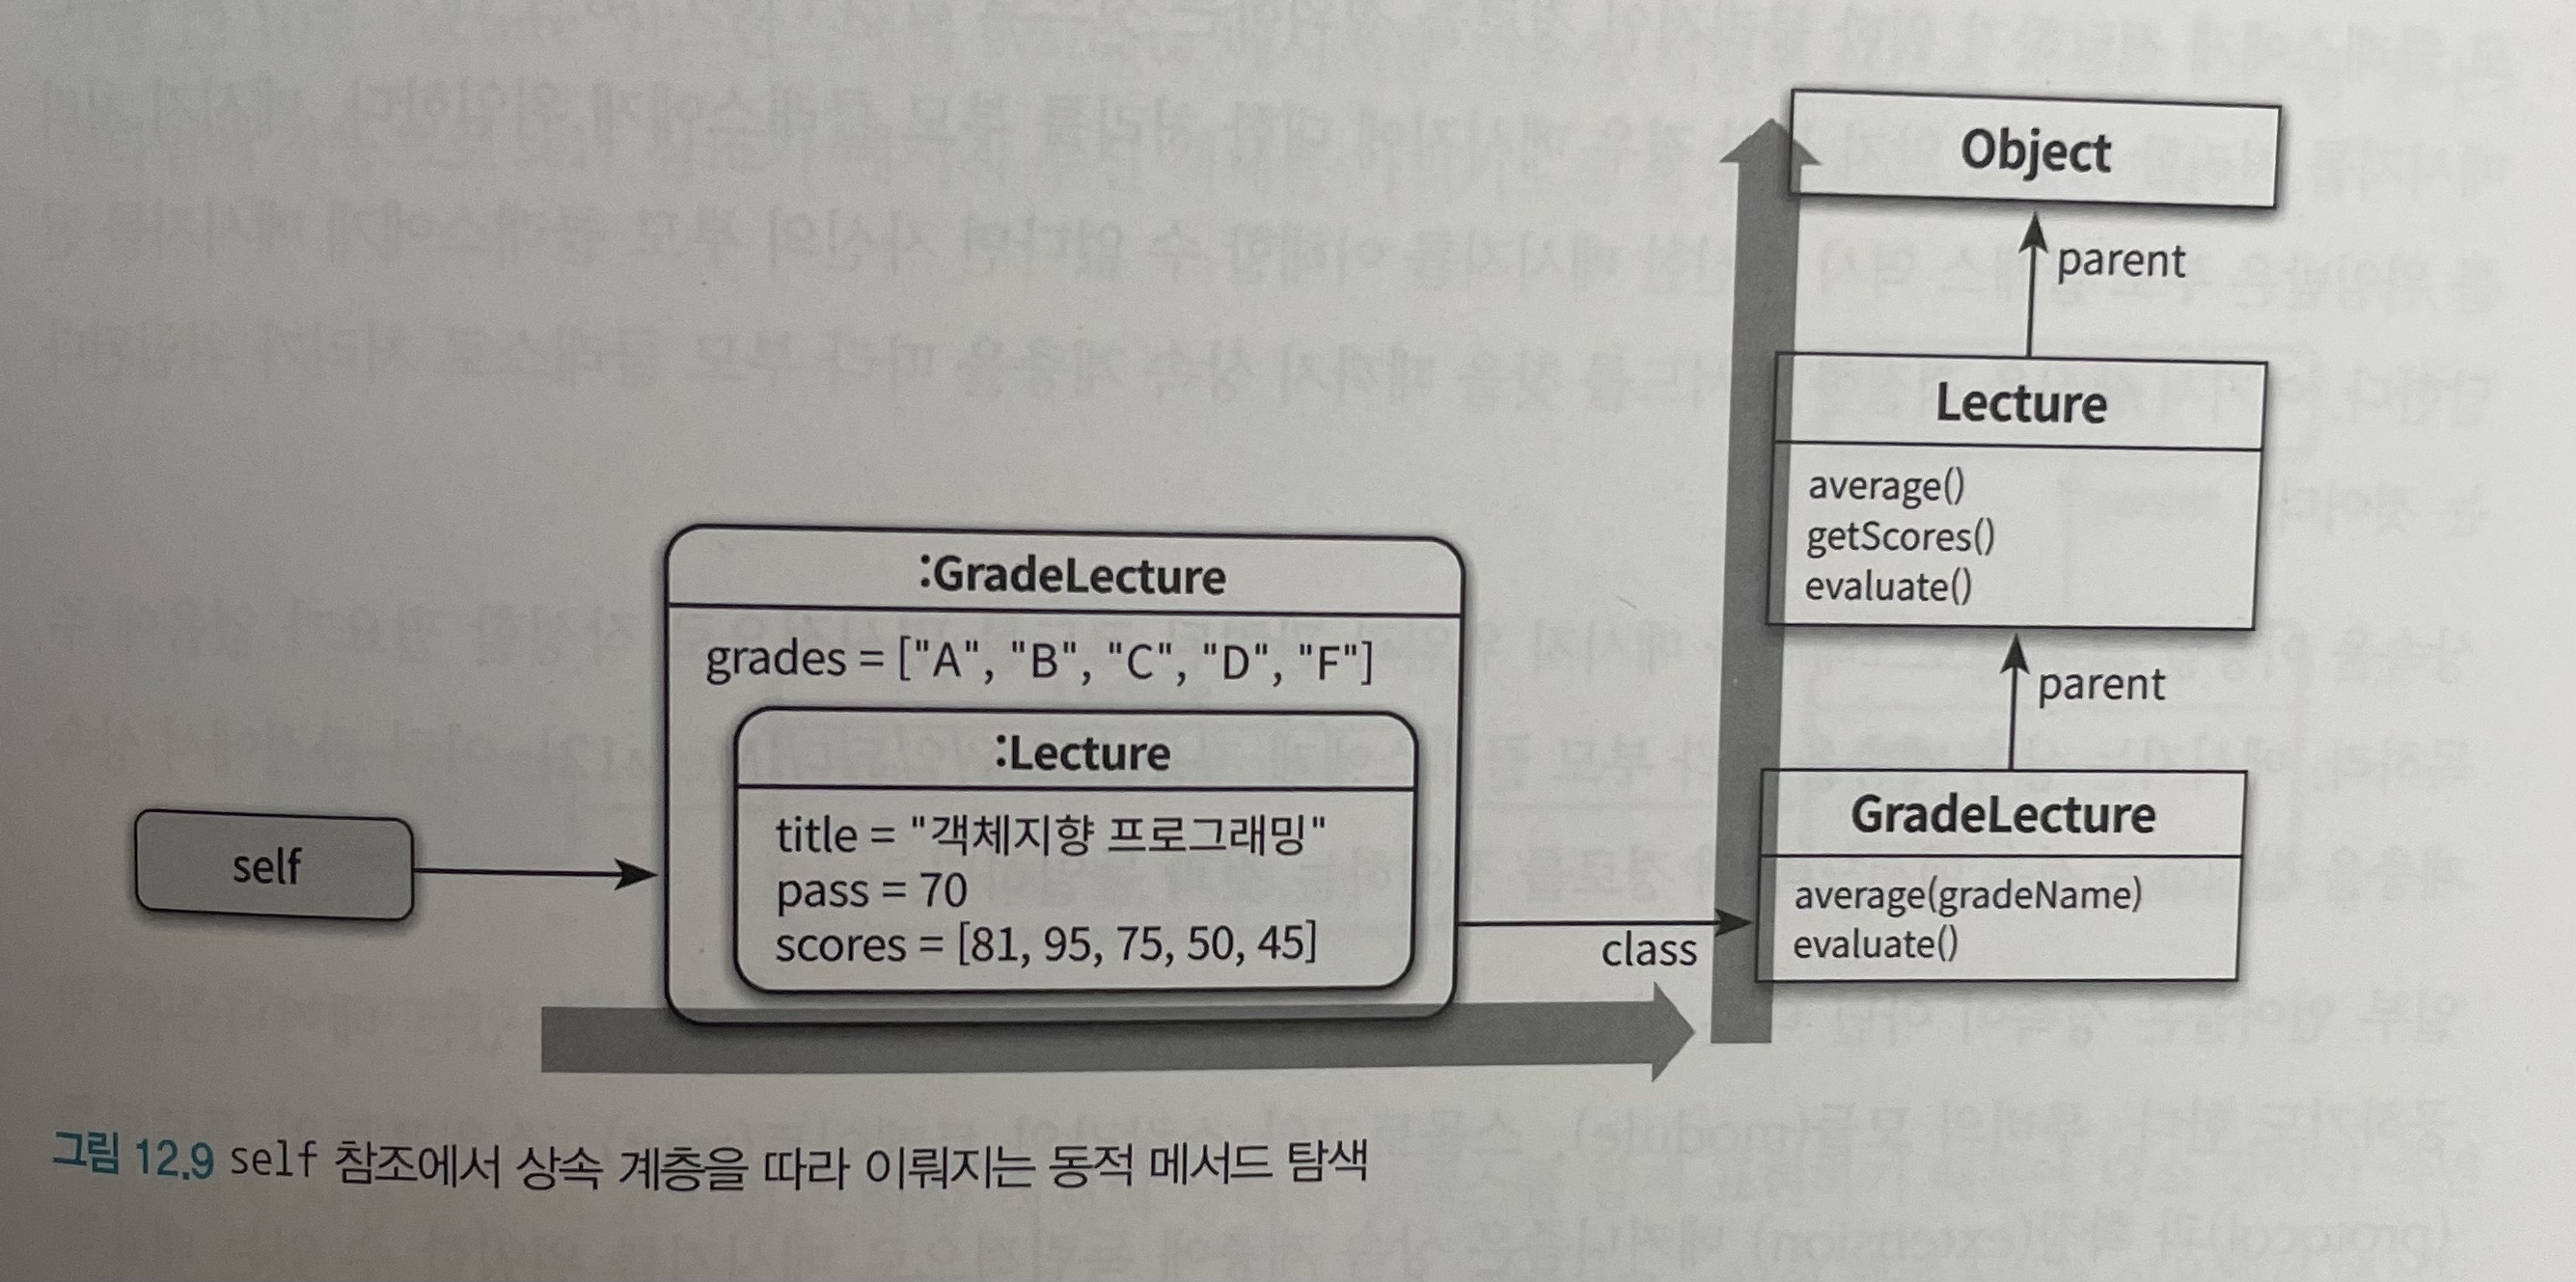 Object
parent
Lecture
average()
getScores()
evaluate()
parent
:GradeLecture
grades = ["A", "B", "C", "D", "F"]
:Lecture
title = "객체지향 프로그래밍"
pass = 70
scores = [81, 95, 75, 50, 45]
self
class
GradeLecture
average(gradeName)
evaluate()
그림 12.9 self 참조에서 상속 계층을 따라 이뤄지는 동적 메서드 탐색